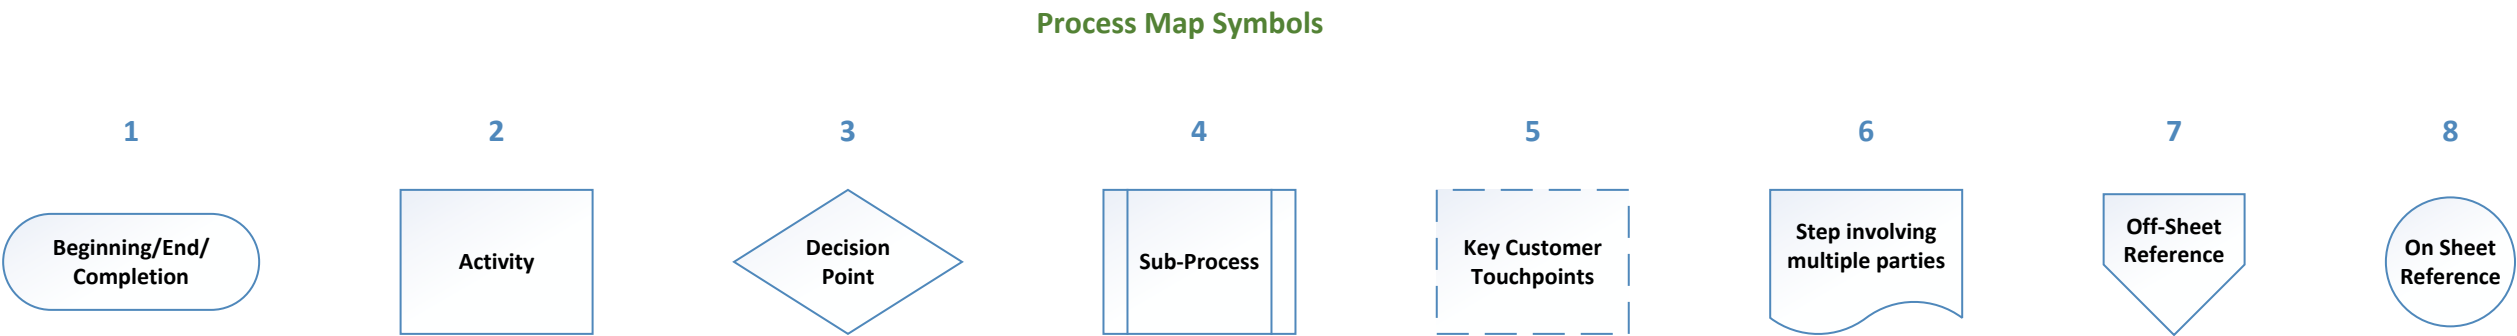 Process Map Symbols
1
2
3
4
5
6
7
8
Beginning/End/
Completion
Activity
Decision
Point
Sub-Process
Key Customer
Touchpoints
Step involving
multiple parties
Off-Sheet
Reference
On Sheet
Reference